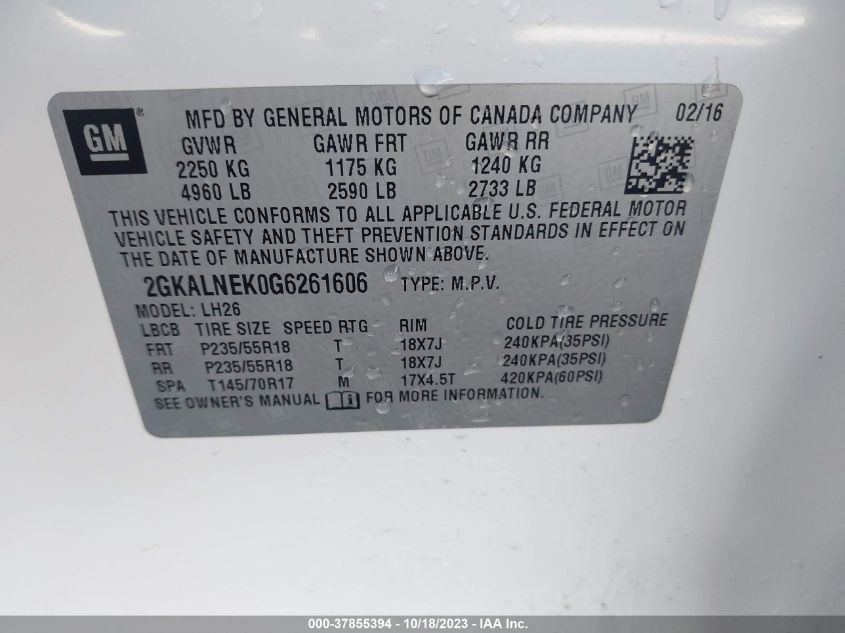 GM ® MFD BY GENERAL MOTORS OF CANADA COMPANY 02/16
GVWR GAWR FRT GAWR RR
2250 KG 1175 KG 1240 KG
4960 LB 2590 LB 2733 LB
THIS VEHICLE CONFORMS TO ALL APPLICABLE U.S. FEDERAL MOTOR
VEHICLE SAFETY AND THEFT PREVENTION STANDARDS IN EFFECT ON
THE DATE OF MANUFACTURE SHOWN ABOVE.
2GKALNEK0G6261606 TYPE: M.P.V.
MODEL: LH26
LBCB TIRE SIZE SPEED RTG RIM COLD TIRE PRESSURE
FRT P235/55R18 T 18X7J 240KPA(35PSI)
RR P235/55R18 T 18X7J 240KPA(35PSI)
SPA T145/70R17 M 17X4.5T 420KPA(60PSI)
SEE OWNER'S MANUAL FOR MORE INFORMATION.
000-37855394 - 10/18/2023 - IAA Inc.